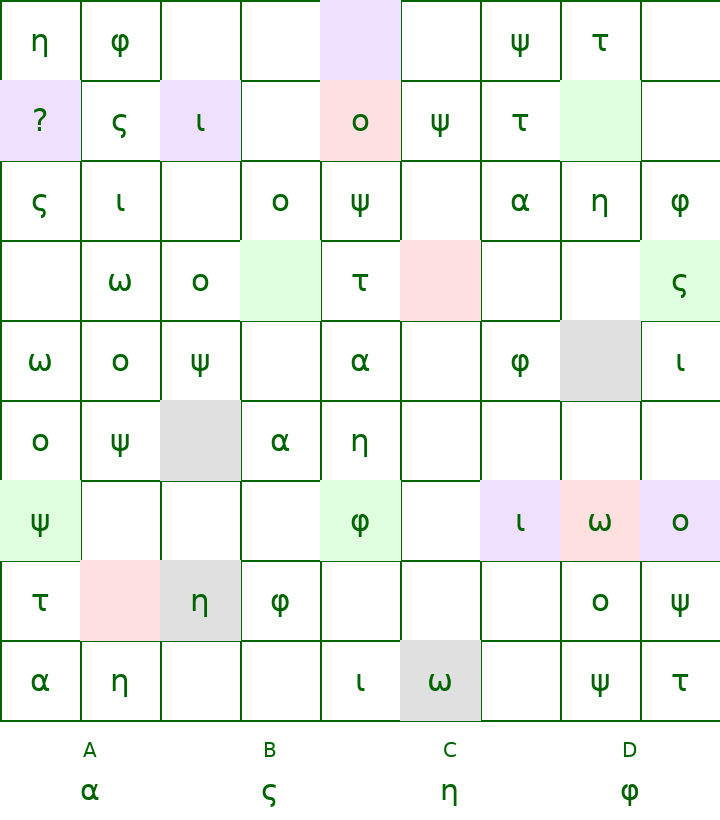 η φ ψ τ
? ς ι ο ψ τ
ς ι ο ψ α η φ
ω ο τ ς
ω ο ψ α φ ι
ο ψ α η
ψ φ ι ω ο
τ η φ ο ψ
α η ι ω ψ τ
A B C D
α ς η φ